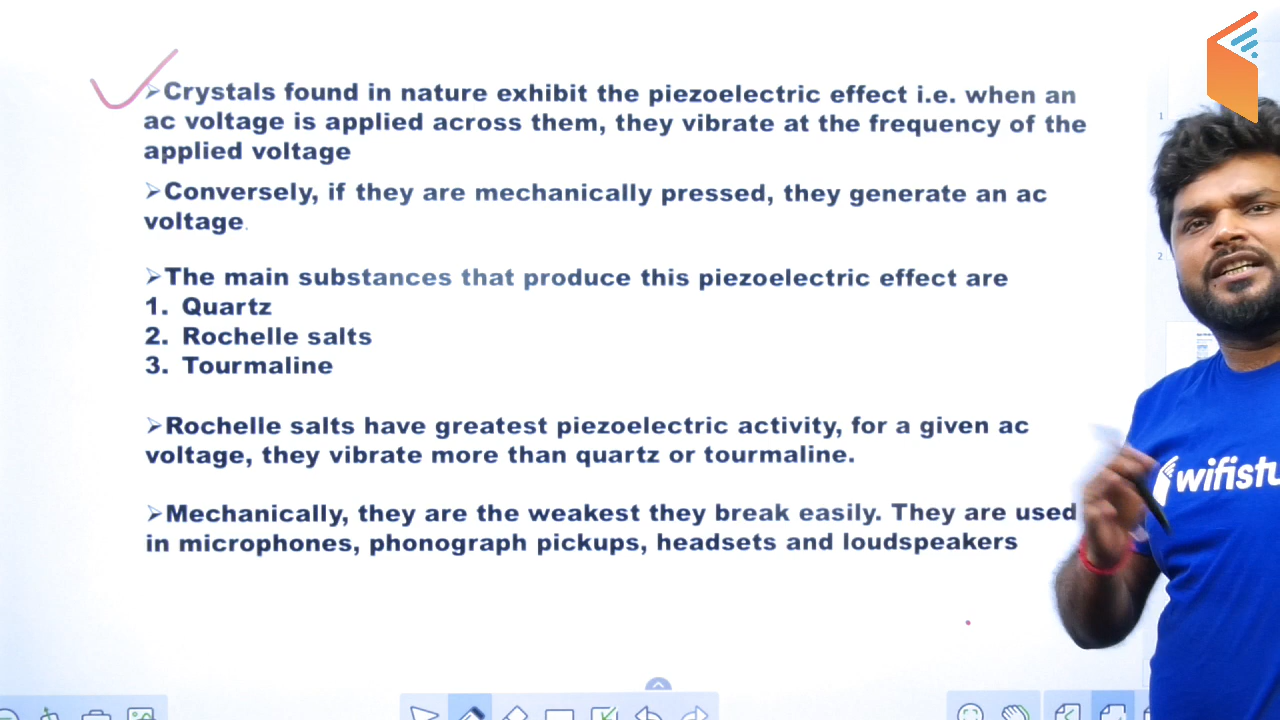 ➢Crystals found in nature exhibit the piezoelectric effect i.e. when an
ac voltage is applied across them, they vibrate at the frequency of the
applied voltage
➢Conversely, if they are mechanically pressed, they generate an ac
voltage.
➢The main substances that produce this piezoelectric effect are
1. Quartz
2. Rochelle salts
3. Tourmaline
➢Rochelle salts have greatest piezoelectric activity, for a given ac
voltage, they vibrate more than quartz or tourmaline.
➢Mechanically, they are the weakest they break easily. They are used
in microphones, phonograph pickups, headsets and loudspeakers
1
2
wifistu